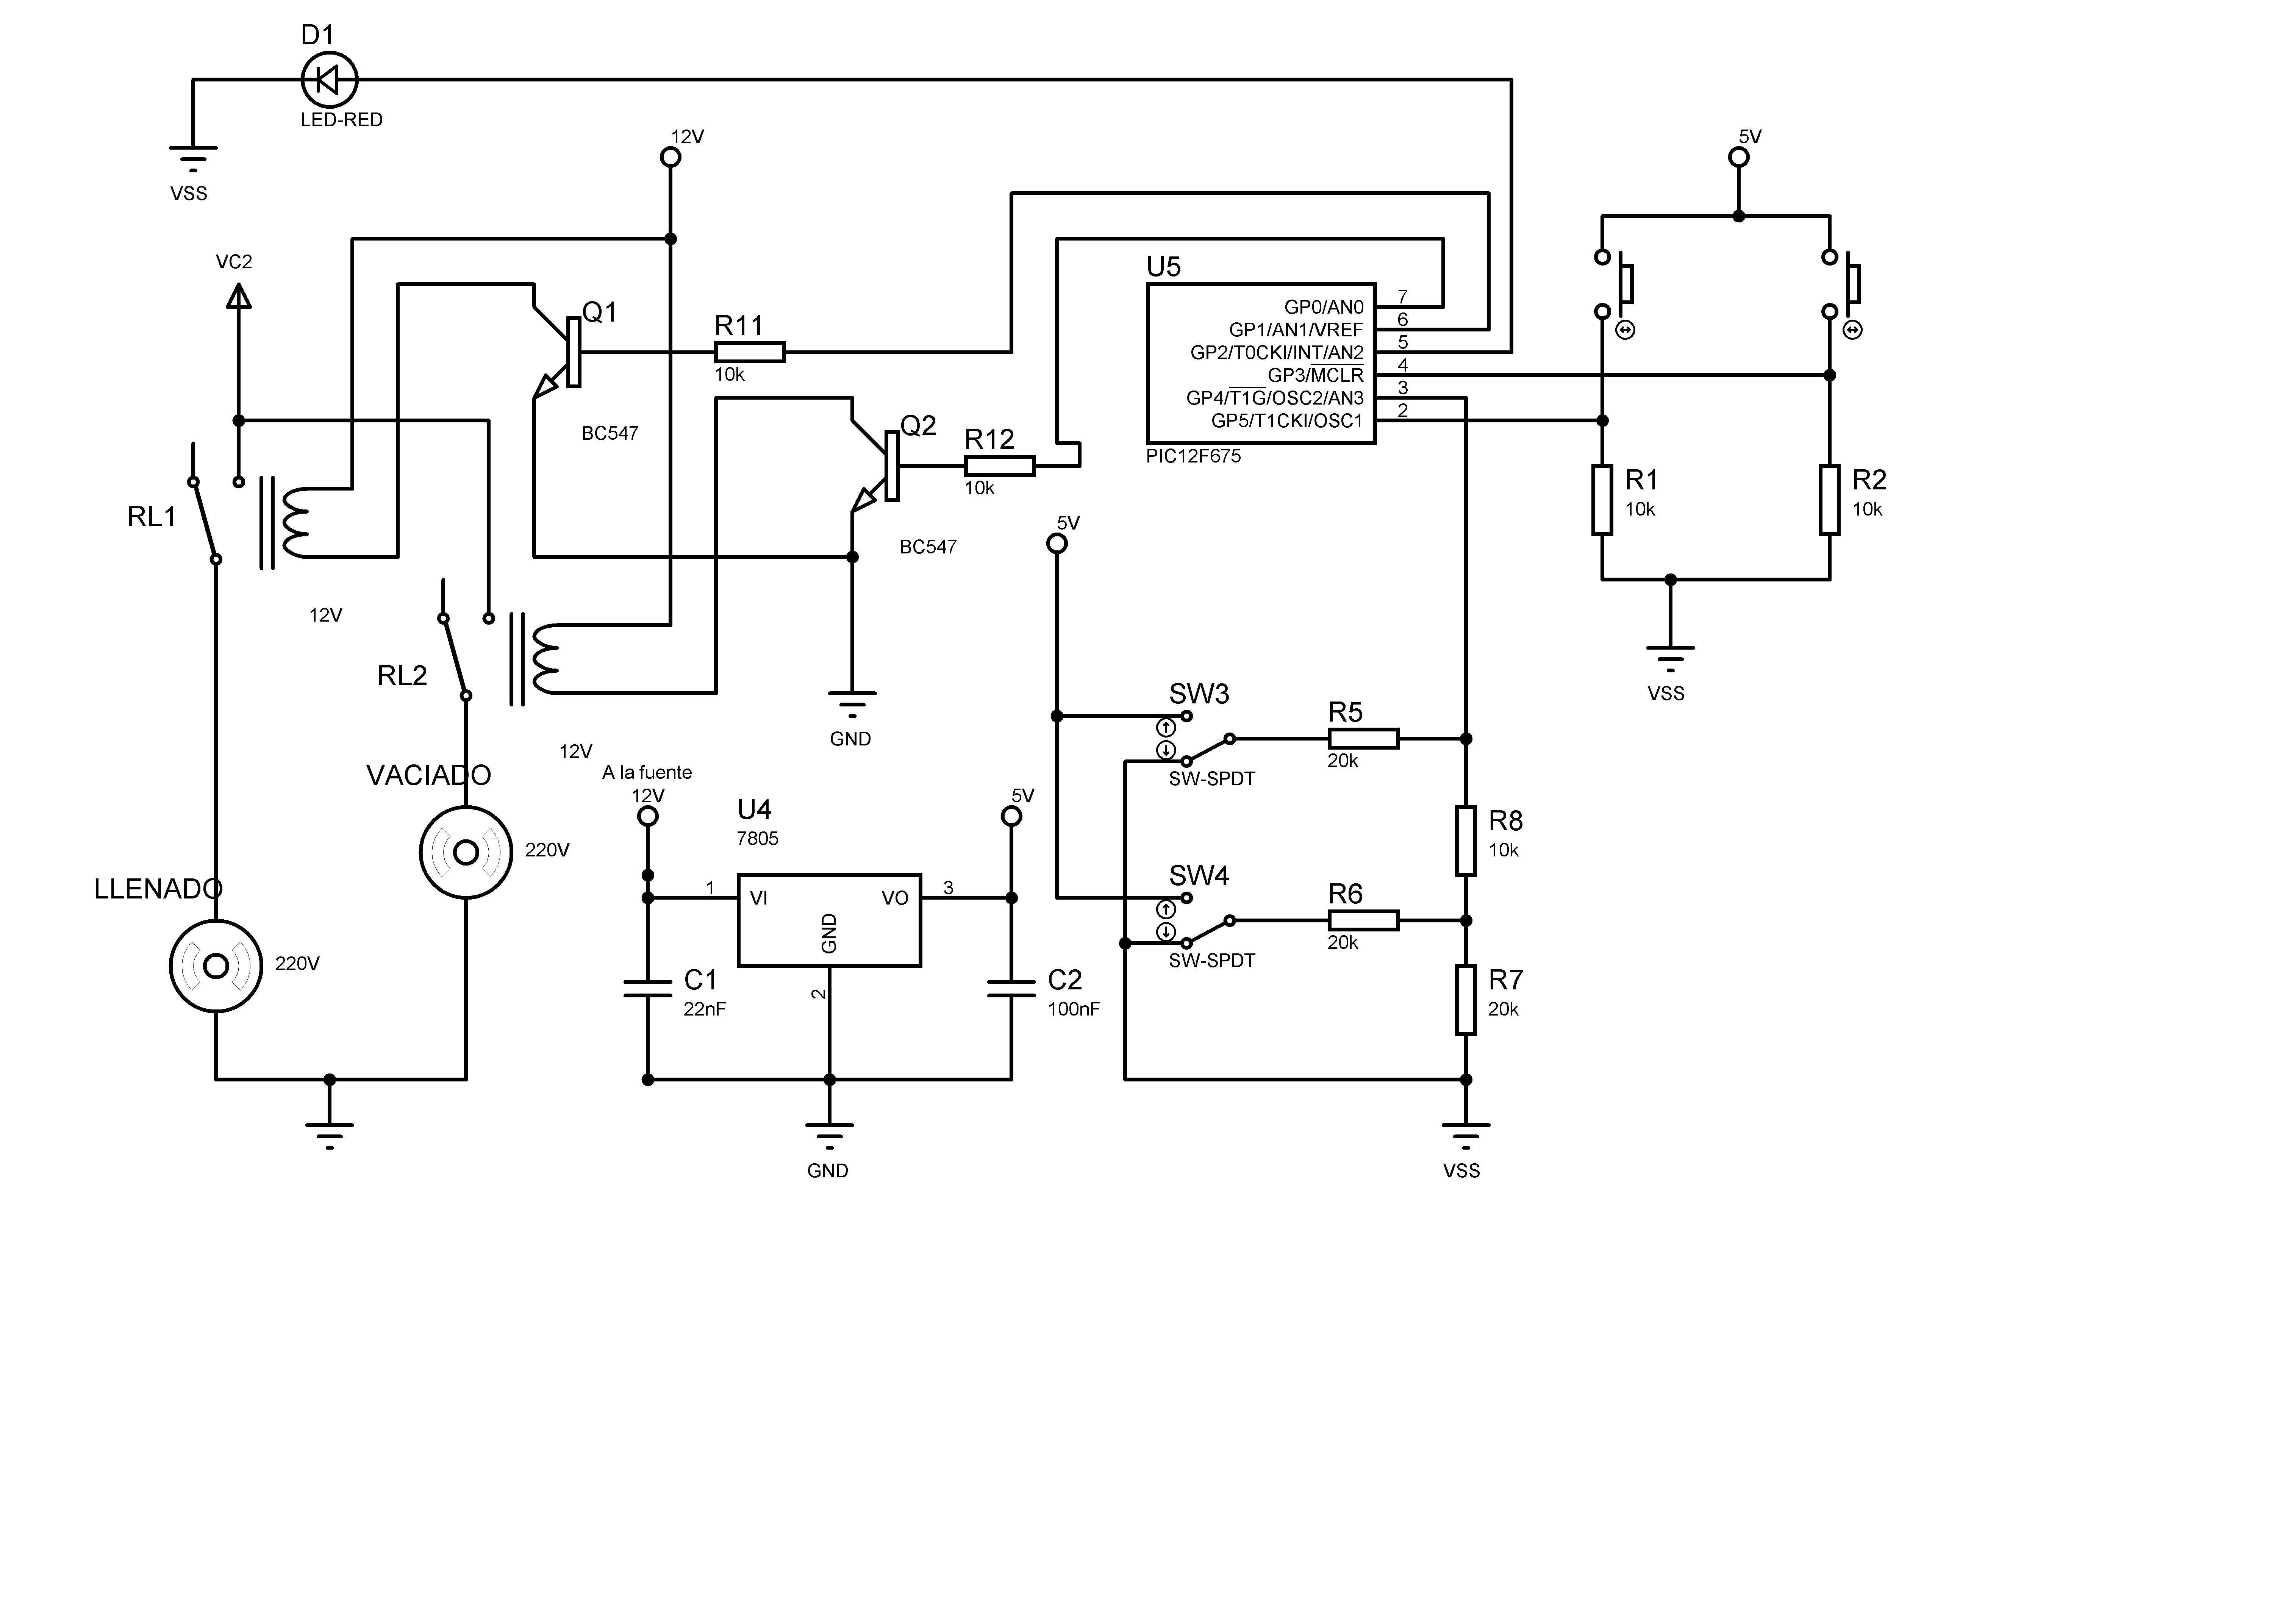 D1
LED-RED
VSS
12V
5V
VC2
U5
GP0/AN0
7
GP1/AN1/VREF
6
GP2/T0CKI/INT/AN2
5
GP3/MCLR
4
GP4/T1G/OSC2/AN3
3
GP5/T1CKI/OSC1
2
PIC12F675
Q1
BC547
R11
10k
Q2
BC547
R12
10k
R1
10k
R2
10k
VSS
RL1
12V
RL2
12V
GND
5V
SW3
SW-SPDT
R5
20k
VACIADO
220V
A la fuente
12V
U4
7805
5V
R8
10k
LLENADO
220V
1
VI
VO
3
GND
2
SW4
SW-SPDT
R6
20k
C1
22nF
C2
100nF
R7
20k
GND
VSS